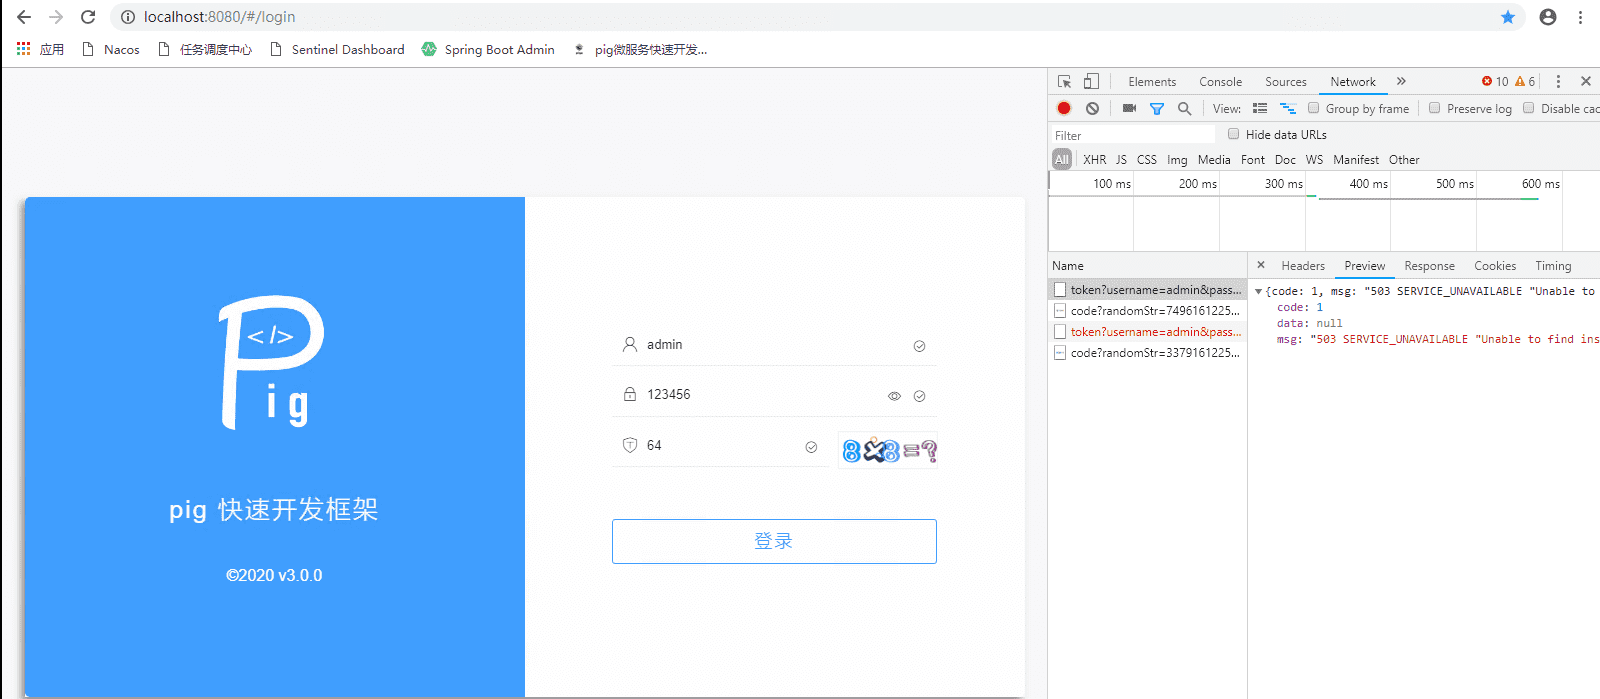 localhost:8080/#/login
应用 Nacos 任务调度中心 Sentinel Dashboard Spring Boot Admin pig微服务快速开发...
Elements Console Sources Network » 10 6
View: Group by frame Preserve log Disable cac
Filter Hide data URLs
All XHR JS CSS Img Media Font Doc WS Manifest Other
100 ms 200 ms 300 ms 400 ms 500 ms 600 ms
Name
token?username=admin&pass...
code?randomStr=7496161225...
token?username=admin&pass...
code?randomStr=3379161225...
Headers Preview Response Cookies Timing
{code: 1, msg: "503 SERVICE_UNAVAILABLE "Unable to
code: 1
data: null
msg: "503 SERVICE_UNAVAILABLE "Unable to find ins
</>
Pig
pig 快速开发框架
©2020 v3.0.0
admin
123456
64
8×8=?
登录